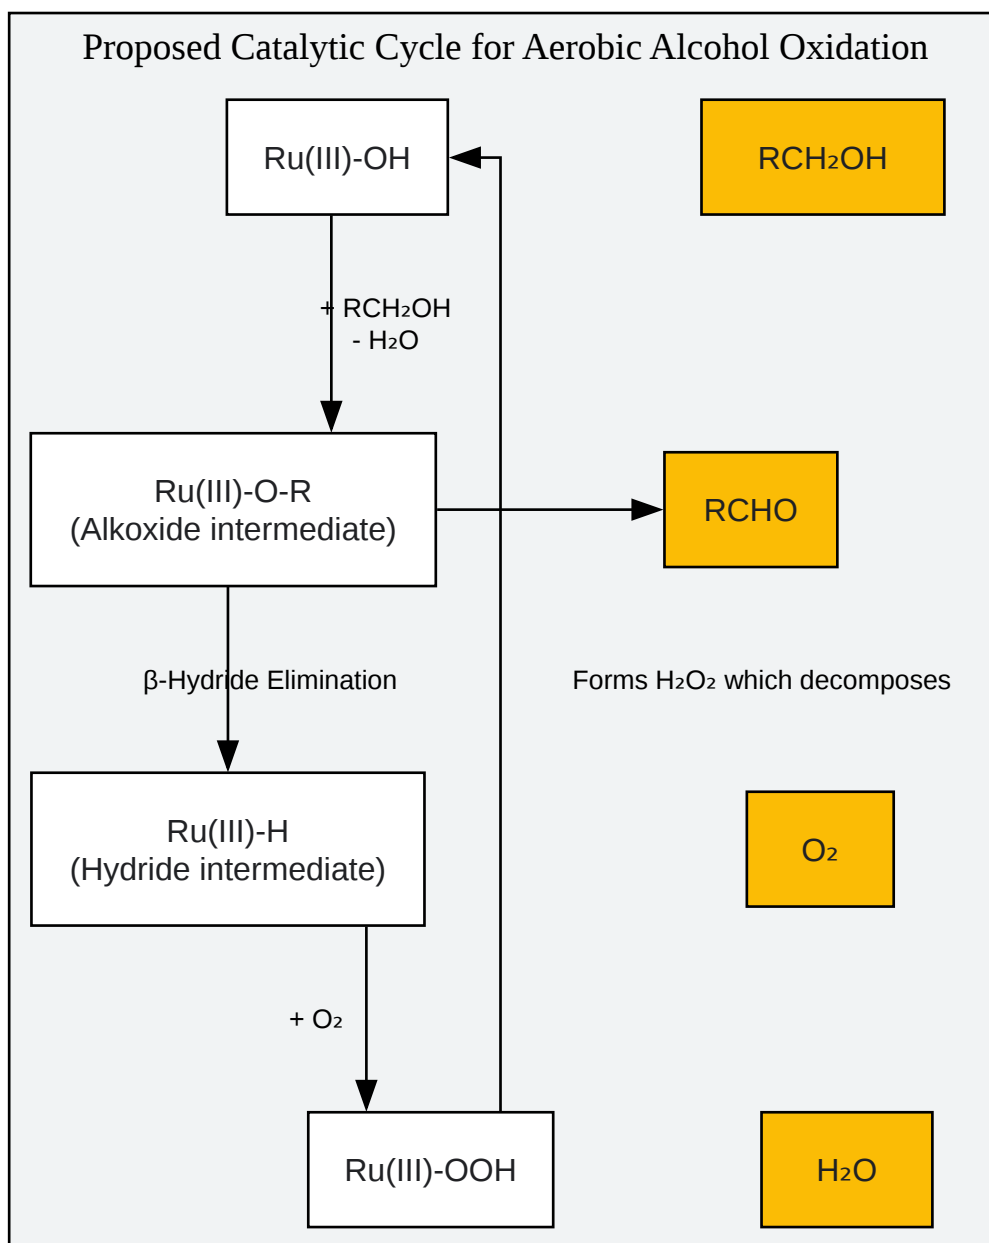 Proposed Catalytic Cycle for Aerobic Alcohol Oxidation
Ru(III)-OH
RCH₂OH
+ RCH₂OH
- H₂O
Ru(III)-O-R
(Alkoxide intermediate)
RCHO
β-Hydride Elimination
Forms H₂O₂ which decomposes
Ru(III)-H
(Hydride intermediate)
O₂
+ O₂
Ru(III)-OOH
H₂O